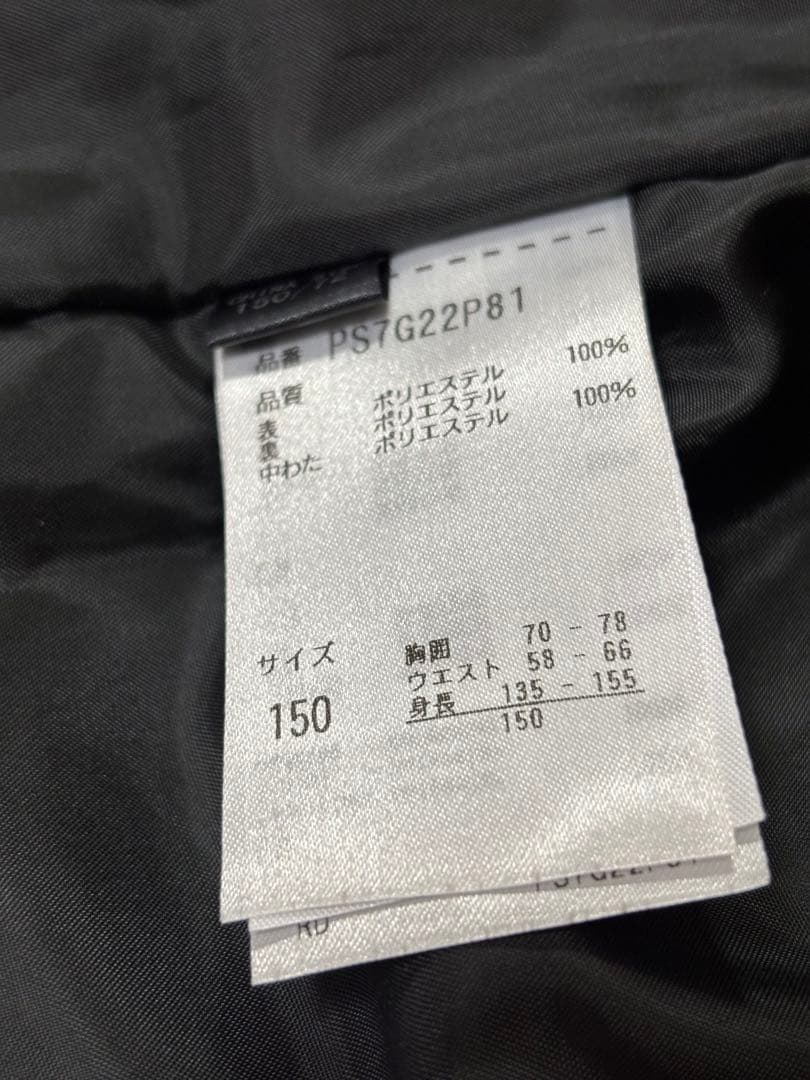 品番 PS7G22P81
品質
表 ポリエステル 100%
裏 ポリエステル 100%
中わた ポリエステル
サイズ
150
胸囲 70 - 78
ウエスト 58 - 66
身長 135 - 155
150
RD